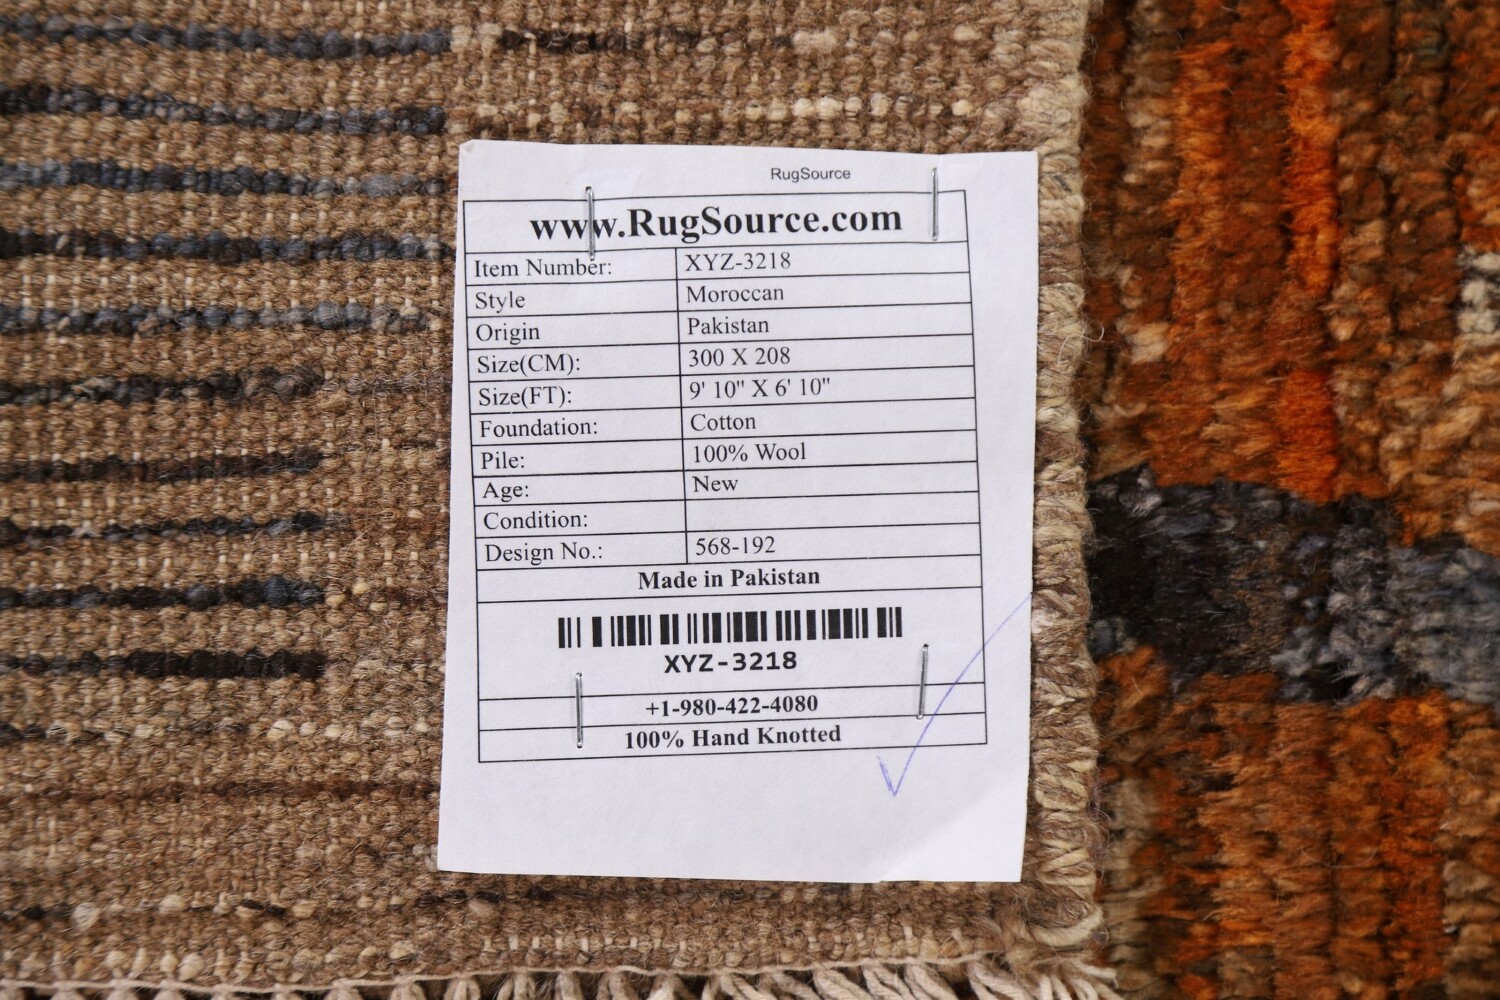 RugSource
www.RugSource.com
Item Number: XYZ-3218
Style Moroccan
Origin Pakistan
Size(CM): 300 X 208
Size(FT): 9' 10" X 6' 10"
Foundation: Cotton
Pile: 100% Wool
Age: New
Condition:
Design No.: 568-192
Made in Pakistan
XYZ-3218
+1-980-422-4080
100% Hand Knotted